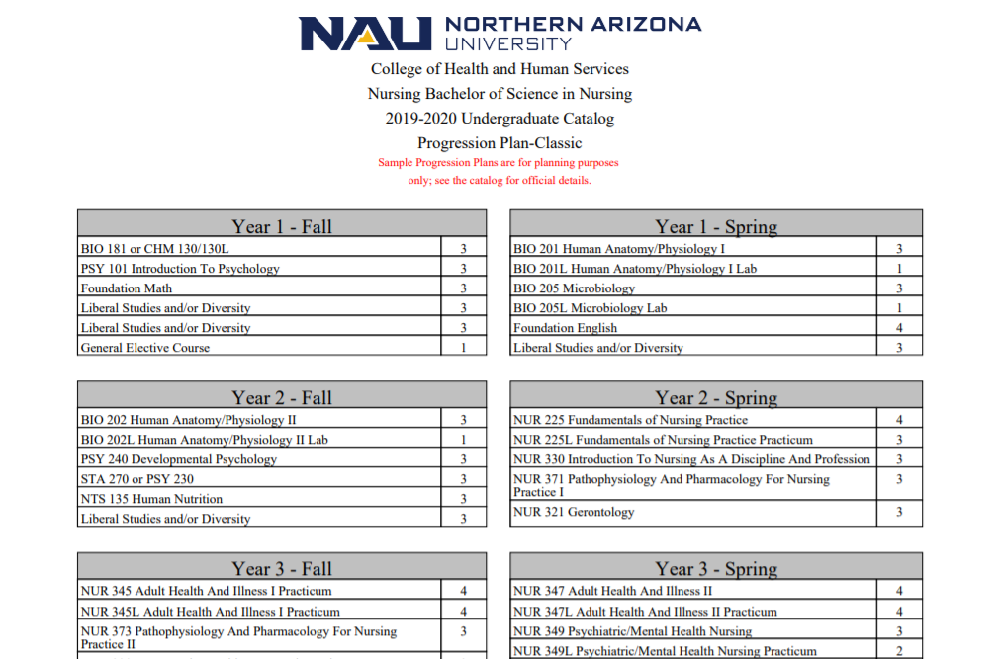 NAU NORTHERN ARIZONA
UNIVERSITY
College of Health and Human Services
Nursing Bachelor of Science in Nursing
2019-2020 Undergraduate Catalog
Progression Plan-Classic
Sample Progression Plans are for planning purposes
only; see the catalog for official details.
Year 1 - Fall
BIO 181 or CHM 130/130L 3
PSY 101 Introduction To Psychology 3
Foundation Math 3
Liberal Studies and/or Diversity 3
Liberal Studies and/or Diversity 3
General Elective Course 1
Year 1 - Spring
BIO 201 Human Anatomy/Physiology I 3
BIO 201L Human Anatomy/Physiology I Lab 1
BIO 205 Microbiology 3
BIO 205L Microbiology Lab 1
Foundation English 4
Liberal Studies and/or Diversity 3
Year 2 - Fall
BIO 202 Human Anatomy/Physiology II 3
BIO 202L Human Anatomy/Physiology II Lab 1
PSY 240 Developmental Psychology 3
STA 270 or PSY 230 3
NTS 135 Human Nutrition 3
Liberal Studies and/or Diversity 3
Year 2 - Spring
NUR 225 Fundamentals of Nursing Practice 4
NUR 225L Fundamentals of Nursing Practice Practicum 3
NUR 330 Introduction To Nursing As A Discipline And Profession 3
NUR 371 Pathophysiology And Pharmacology For Nursing 3
Practice I
NUR 321 Gerontology 3
Year 3 - Fall
NUR 345 Adult Health And Illness I Practicum 4
NUR 345L Adult Health And Illness I Practicum 4
NUR 373 Pathophysiology And Pharmacology For Nursing 3
Practice II
Year 3 - Spring
NUR 347 Adult Health And Illness II 4
NUR 347L Adult Health And Illness II Practicum 4
NUR 349 Psychiatric/Mental Health Nursing 3
NUR 349L Psychiatric/Mental Health Nursing Practicum 2